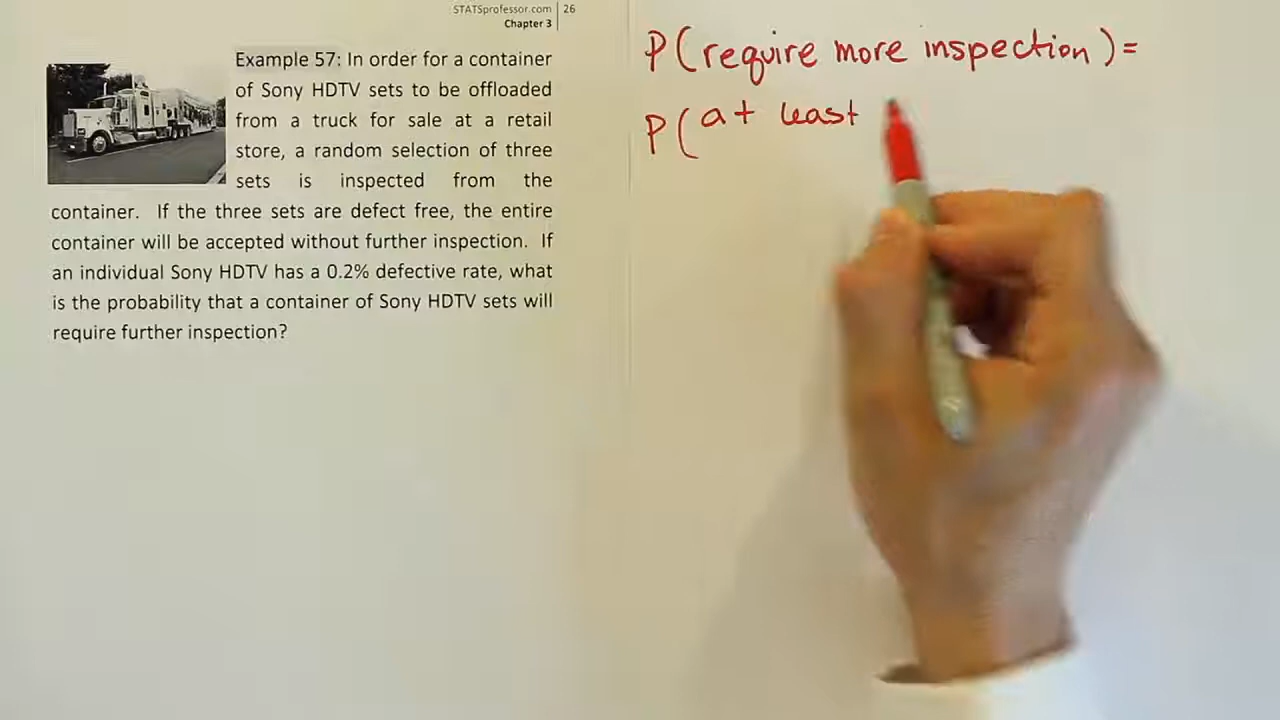 STATSprofessor.com 26
Chapter 3
Example 57: In order for a container
of Sony HDTV sets to be offloaded
from a truck for sale at a retail
store, a random selection of three
sets is inspected from the
container. If the three sets are defect free, the entire
container will be accepted without further inspection. If
an individual Sony HDTV has a 0.2% defective rate, what
is the probability that a container of Sony HDTV sets will
require further inspection?
P(require more inspection)=
P(at least